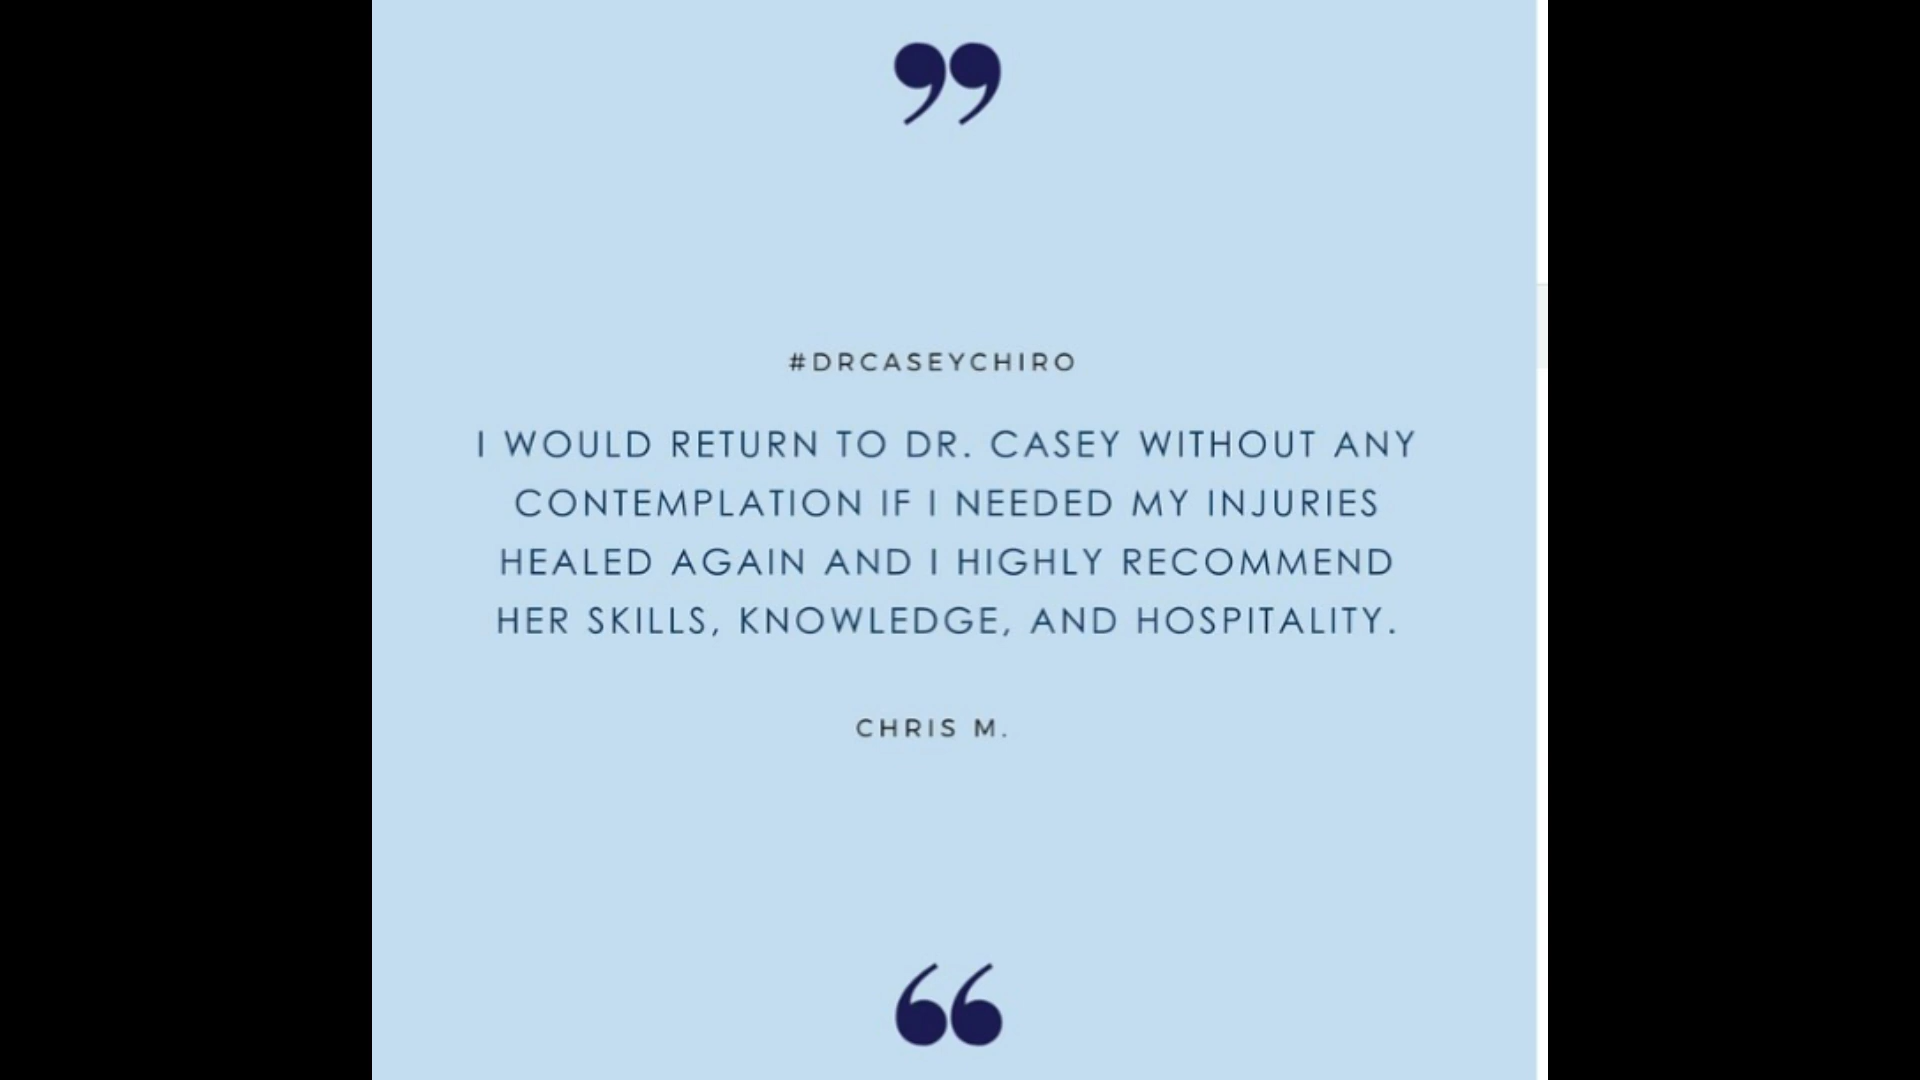 ”
#DRCASEYCHIRO
I WOULD RETURN TO DR. CASEY WITHOUT ANY
CONTEMPLATION IF I NEEDED MY INJURIES
HEALED AGAIN AND I HIGHLY RECOMMEND
HER SKILLS, KNOWLEDGE, AND HOSPITALITY.
CHRIS M.
“